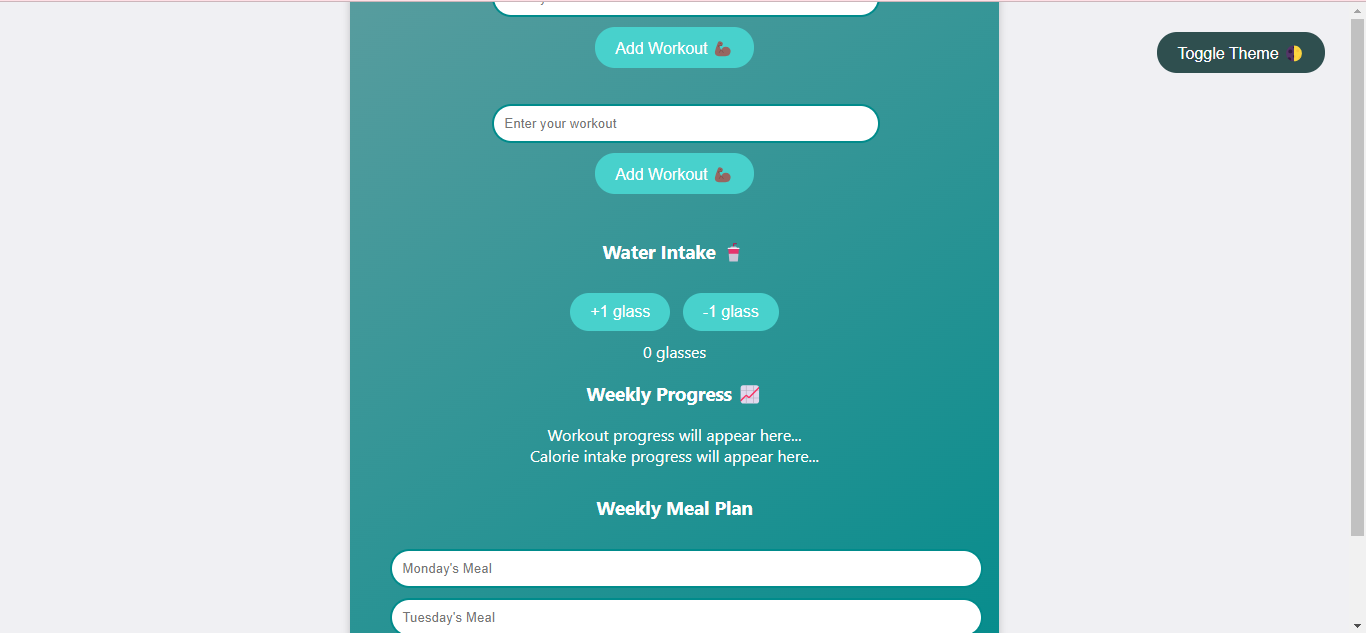 Add Workout 💪🏿
Toggle Theme 🌓
Enter your workout
Add Workout 💪🏿
Water Intake 🥤
+1 glass
-1 glass
0 glasses
Weekly Progress 📈
Workout progress will appear here...
Calorie intake progress will appear here...
Weekly Meal Plan
Monday's Meal
Tuesday's Meal